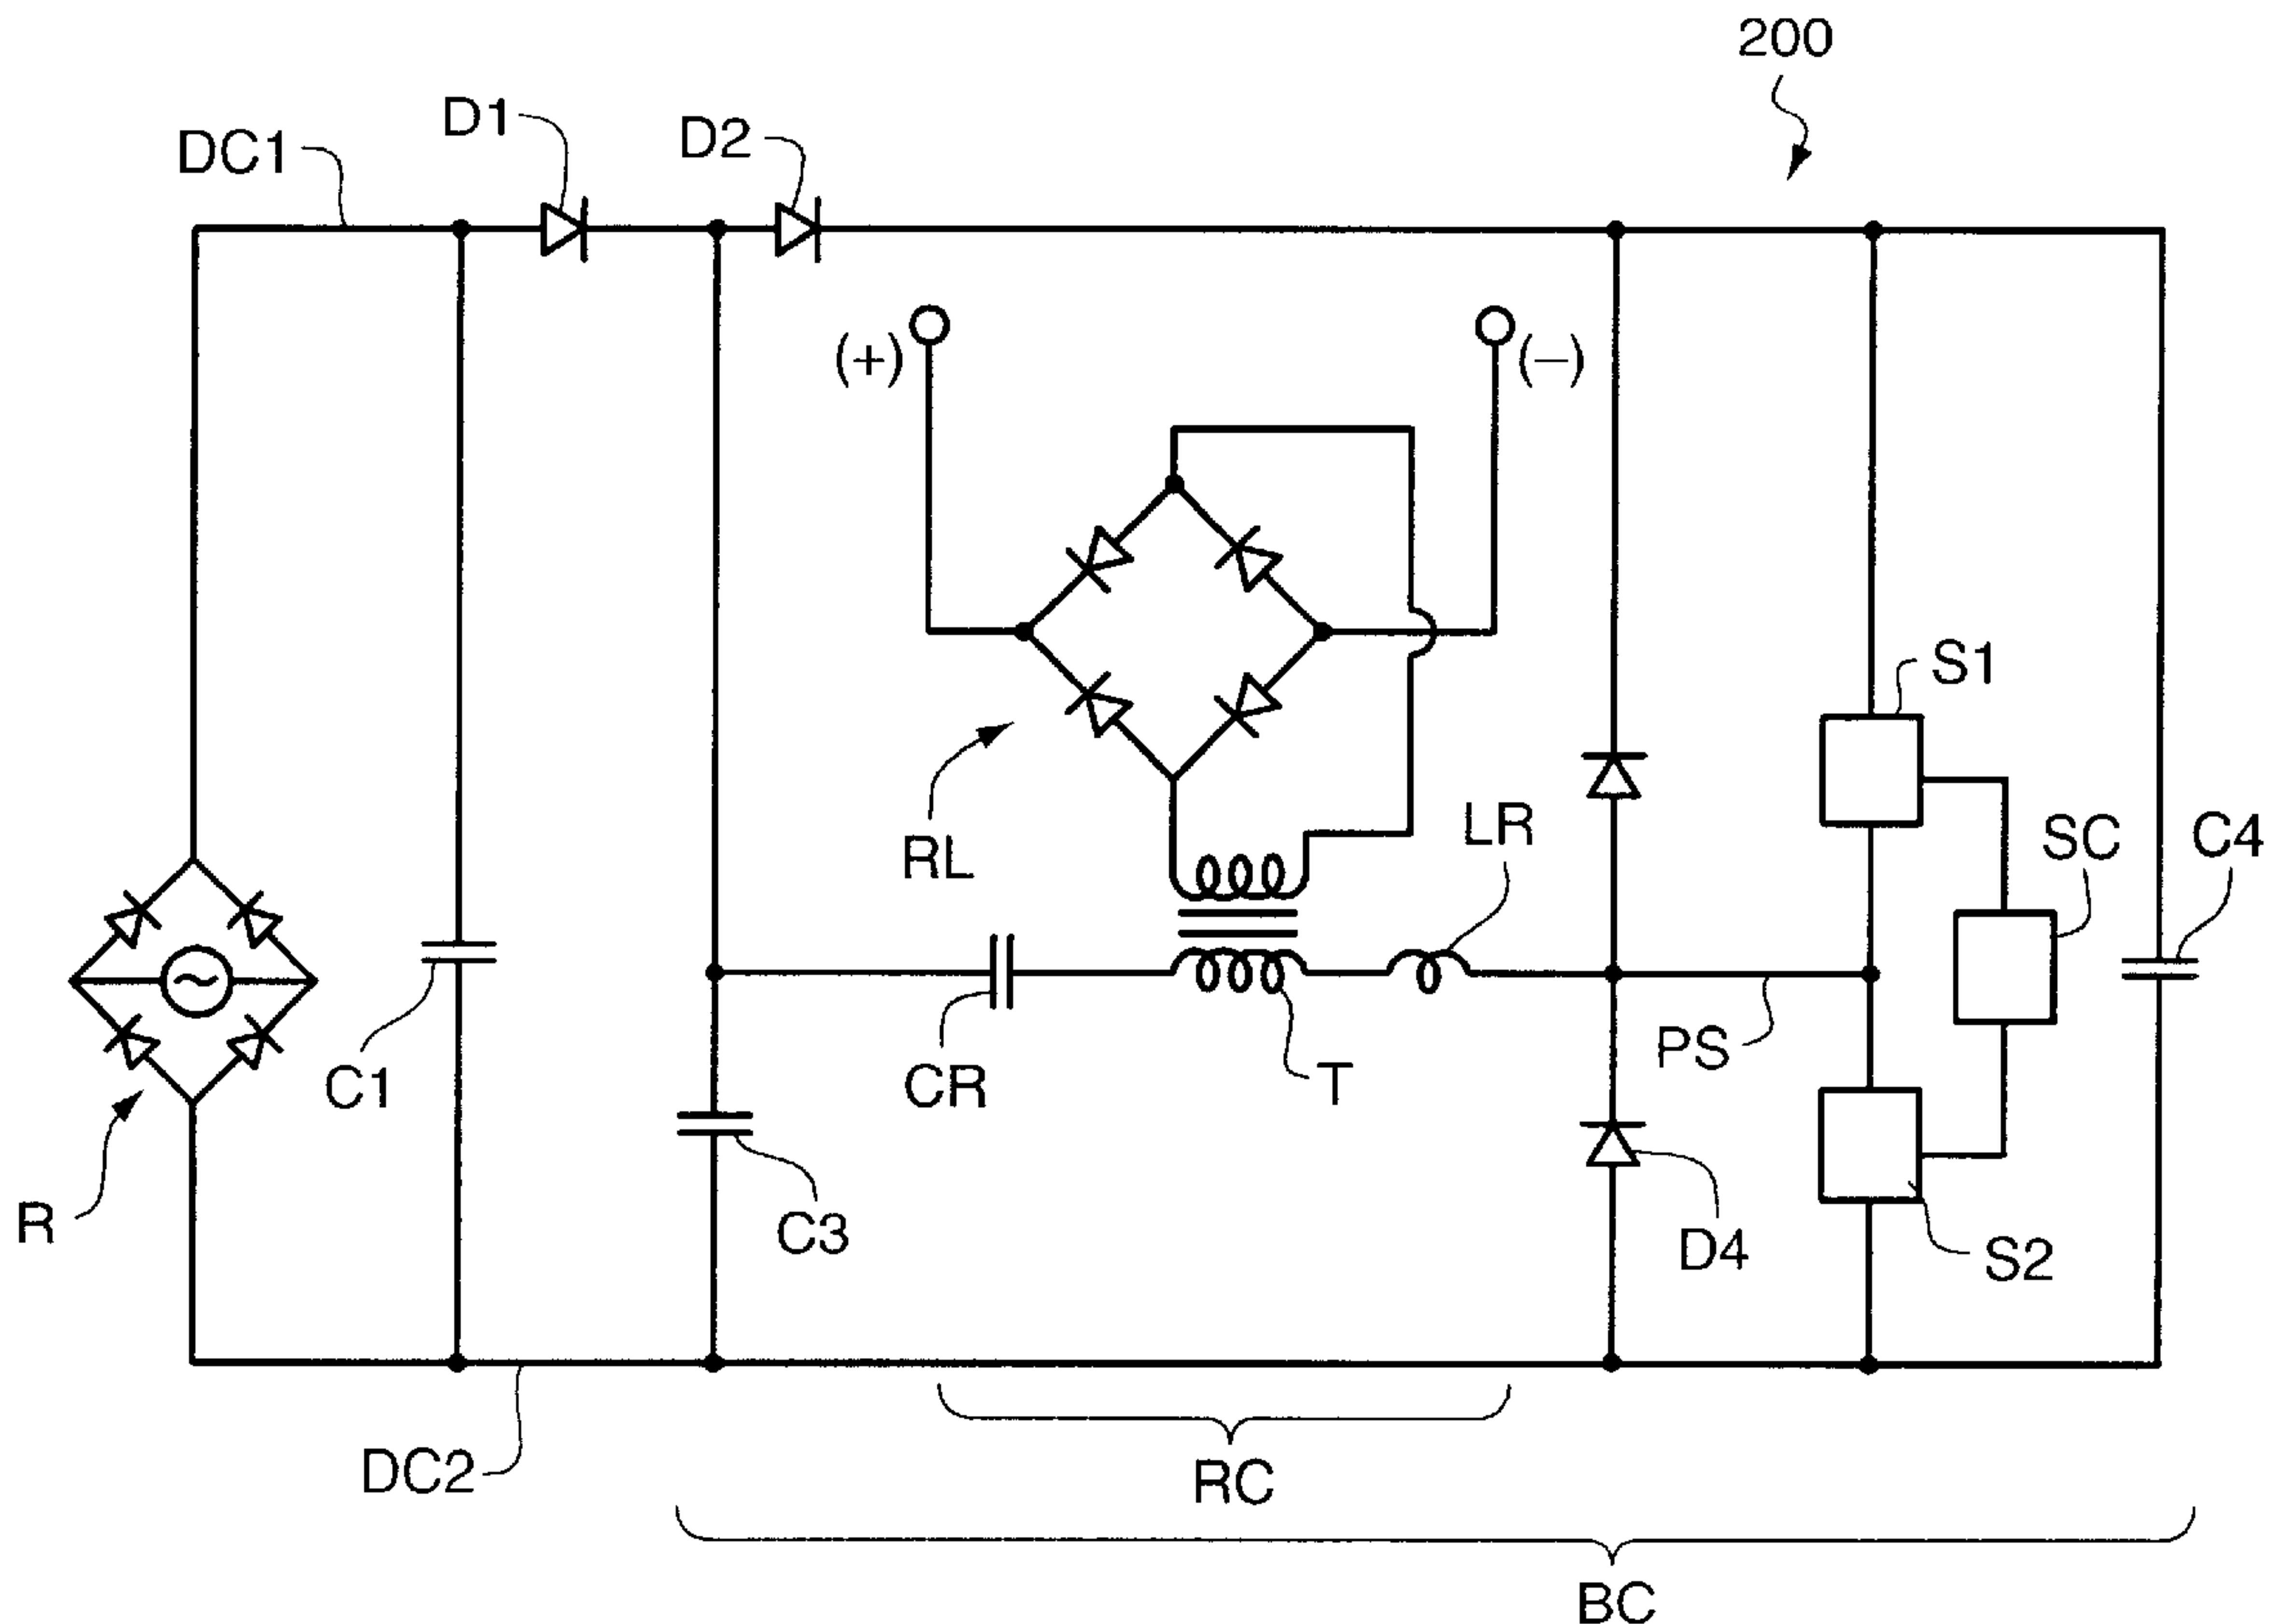 200
D1
D2
DC1
(+)
(−)
S1
LR
SC
C4
RL
PS
C1
CR
T
R
C3
D4
S2
DC2
RC
BC